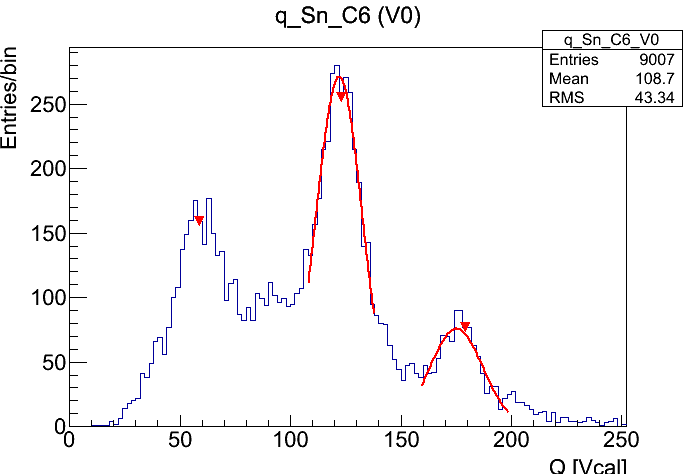 q_Sn_C6 (V0)
q_Sn_C6_V0
Entries 9007
Mean 108.7
RMS 43.34
Entries/bin
250
200
150
100
50
0
0 50 100 150 200 250
Q [Vcal]